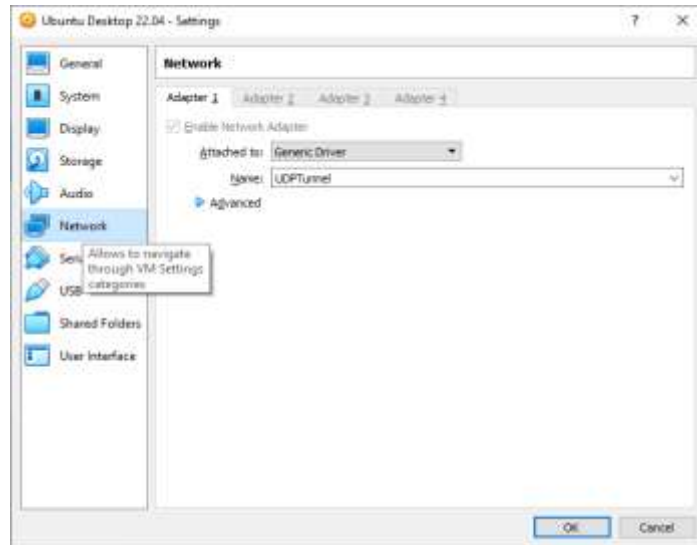 Ubuntu Desktop 22.04 - Settings
? ×
General
System
Display
Storage
Audio
Network
USB
Shared Folders
User Interface
Allows to navigate
through VM Settings
categories
Network
Adapter 1 Adapter 2 Adapter 3 Adapter 4
Enable Network Adapter
Attached to: Generic Driver
Name: UDPTunnel
Advanced
OK Cancel